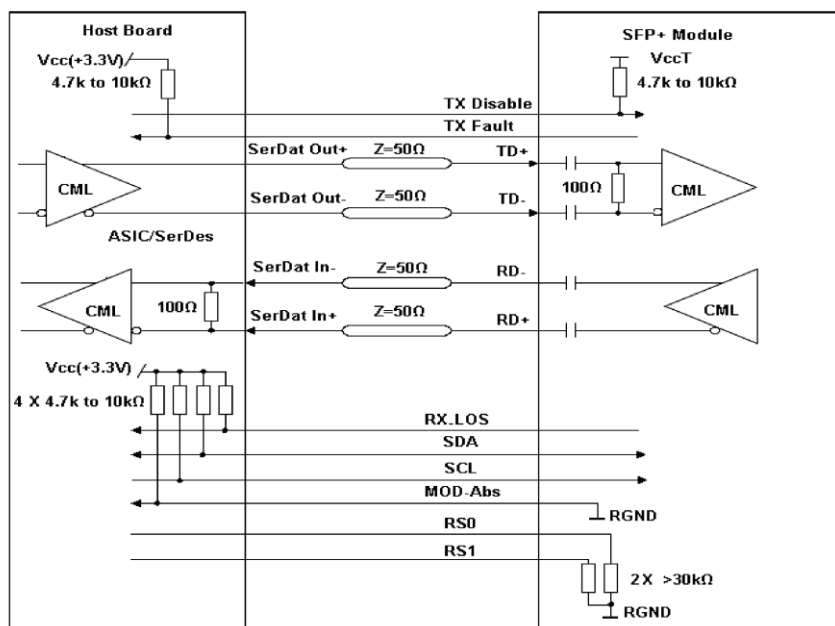 Host Board
SFP+ Module
Vcc(+3.3V)
4.7k to 10kΩ
VccT
4.7k to 10kΩ
TX Disable
TX Fault
SerDat Out+
Z=50Ω
TD+
CML
100Ω
CML
SerDat Out-
Z=50Ω
TD-
ASIC/SerDes
SerDat In-
Z=50Ω
RD-
CML
100Ω
CML
SerDat In+
Z=50Ω
RD+
Vcc(+3.3V)
4 X 4.7k to 10kΩ
RX_LOS
SDA
SCL
MOD-Abs
RGND
RS0
RS1
2 X >30kΩ
RGND